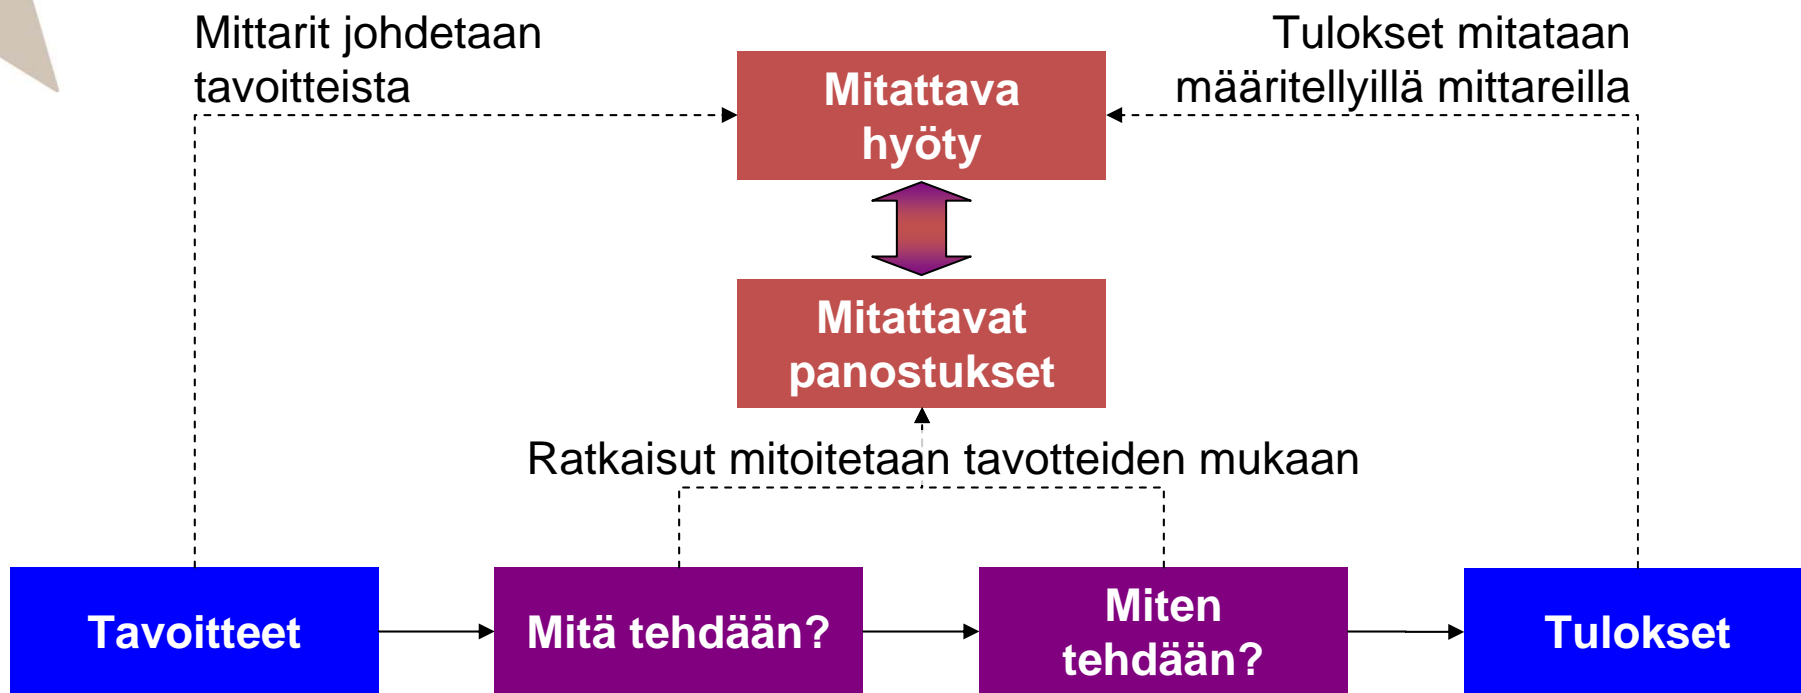 Mittarit johdetaan
tavoitteista
Tulokset mitataan
määritellyillä mittareilla
Mitattava
hyöty
Mitattavat
panostukset
Ratkaisut mitoitetaan tavotteiden mukaan
Tavoitteet
Mitä tehdään?
Miten
tehdään?
Tulokset